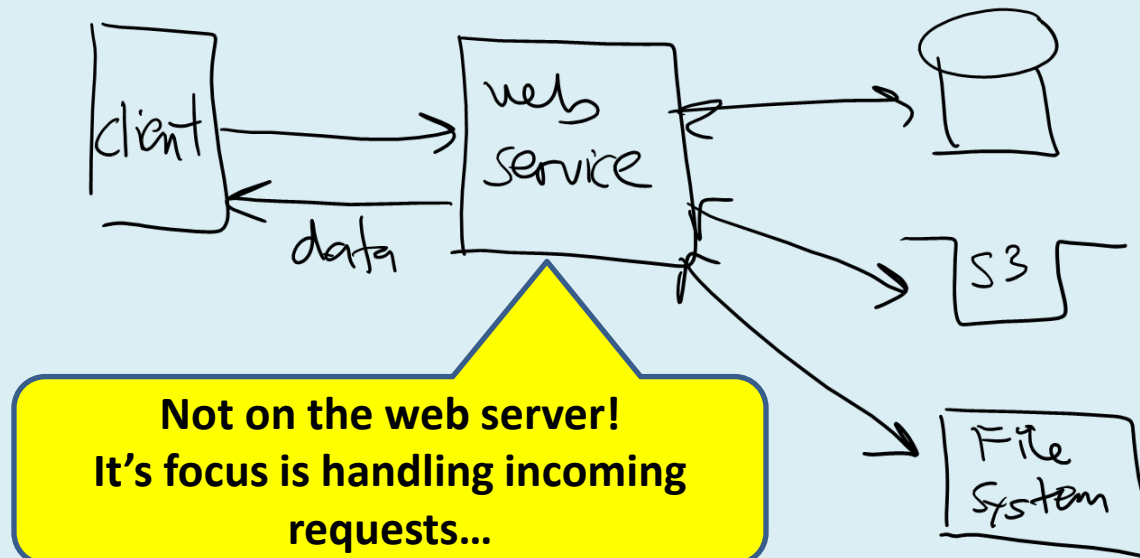 client
data
web
service
S3
File
System
Not on the web server!
It’s focus is handling incoming
requests…